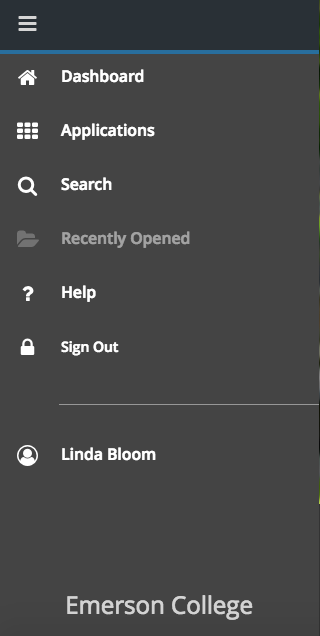 Dashboard
Applications
Search
Recently Opened
? Help
Sign Out
Linda Bloom
Emerson College